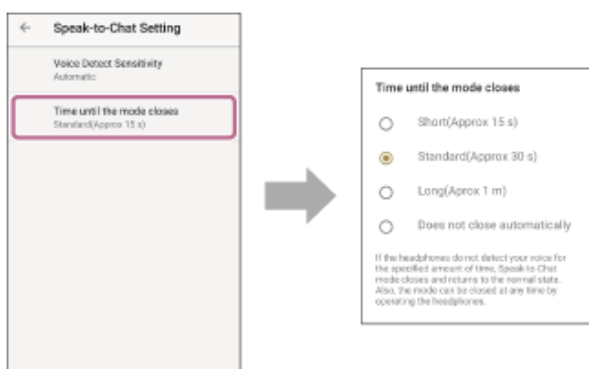 Speak-to-Chat Setting
Voice Detect Sensitivity
Automatic
Time until the mode closes
Standard(Approx 15 s)
Time until the mode closes
Short(Approx 15 s)
Standard(Approx 30 s)
Long(Aprox 1 m)
Does not close automatically
If the headphones do not detect your voice for
the specified amount of time, Speak-to-Chat
mode closes and returns to the normal state.
Also, the mode can be closed at any time by
operating the headphones.